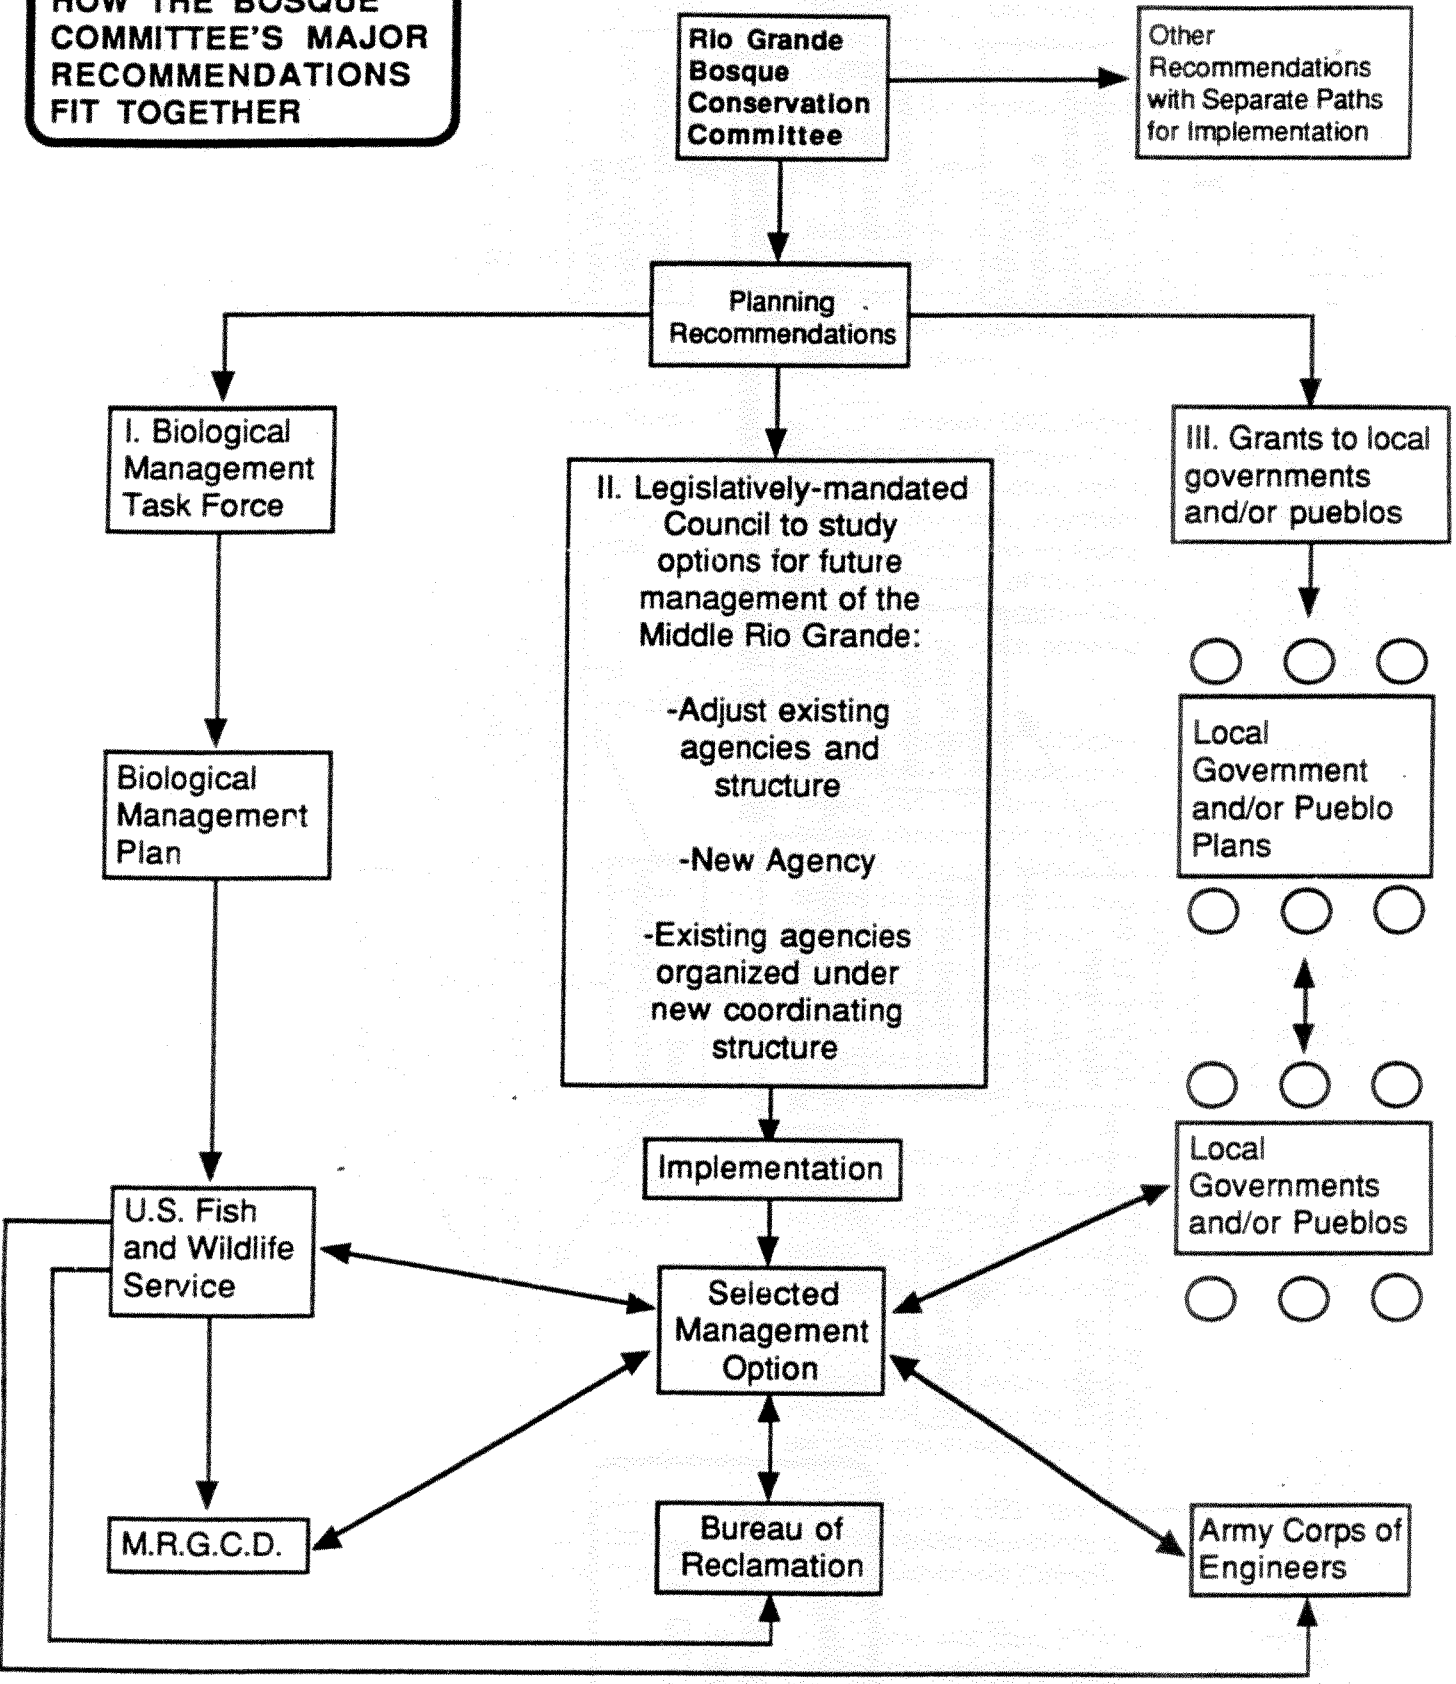 HOW THE BOSQUE
COMMITTEE'S MAJOR
RECOMMENDATIONS
FIT TOGETHER
Rio Grande
Bosque
Conservation
Committee
Other
Recommendations
with Separate Paths
for Implementation
Planning
Recommendations
I. Biological
Management
Task Force
II. Legislatively-mandated
Council to study
options for future
management of the
Middle Rio Grande:
-Adjust existing
agencies and
structure
-New Agency
-Existing agencies
organized under
new coordinating
structure
III. Grants to local
governments
and/or pueblos
Biological
Management
Plan
Local
Government
and/or Pueblo
Plans
Implementation
Local
Governments
and/or Pueblos
U.S. Fish
and Wildlife
Service
Selected
Management
Option
M.R.G.C.D.
Bureau of
Reclamation
Army Corps of
Engineers